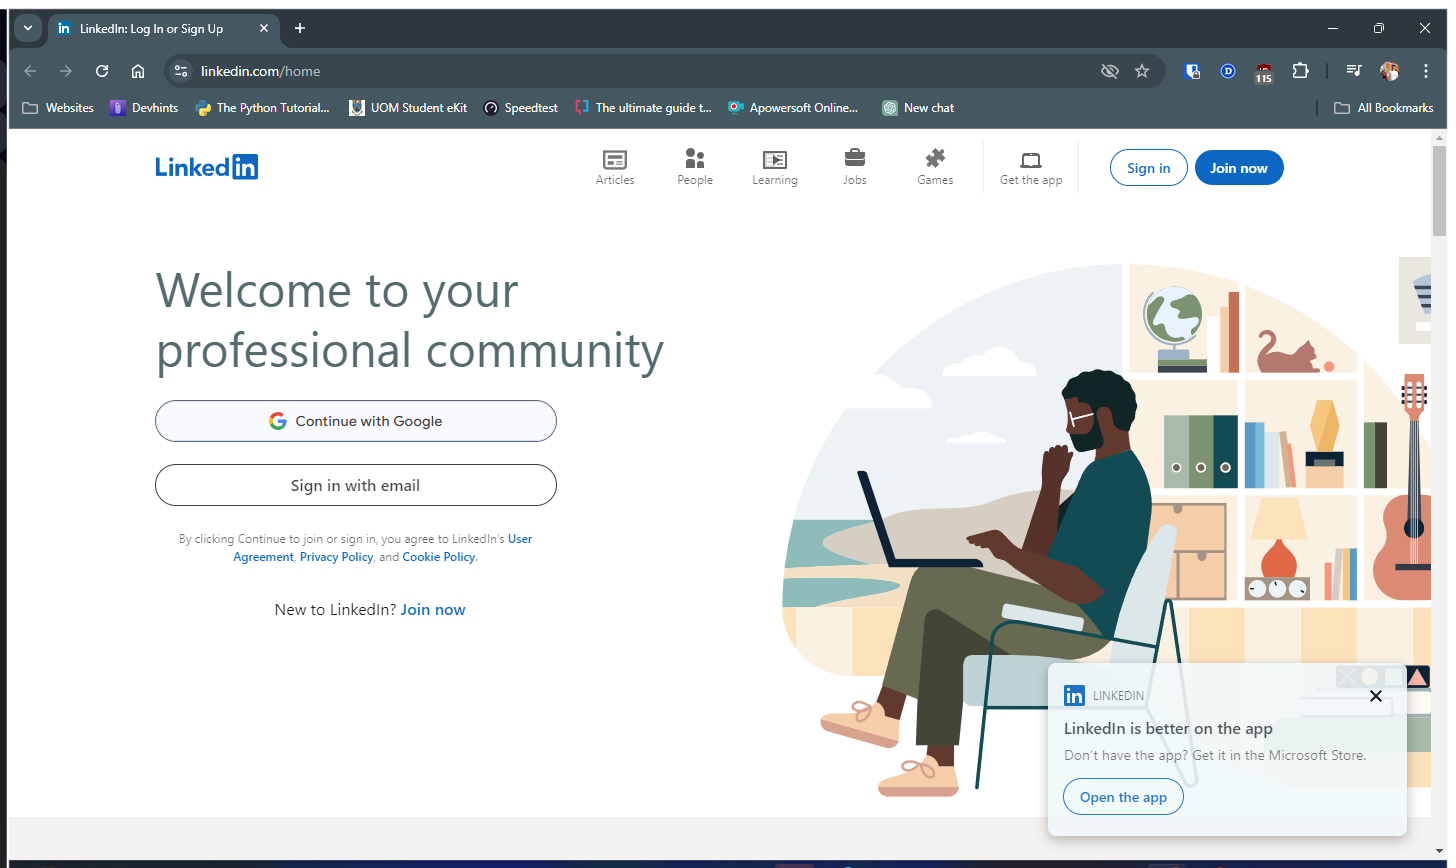 LinkedIn: Log In or Sign Up
linkedin.com/home
115
Websites
Devhints
The Python Tutorial...
UOM Student eKit
Speedtest
The ultimate guide t...
Apowersoft Online...
New chat
All Bookmarks
Linked in
Articles
People
Learning
Jobs
Games
Get the app
Sign in
Join now
Welcome to your
professional community
Continue with Google
Sign in with email
By clicking Continue to join or sign in, you agree to LinkedIn’s User
Agreement, Privacy Policy, and Cookie Policy.
New to LinkedIn? Join now
in LINKEDIN
LinkedIn is better on the app
Don’t have the app? Get it in the Microsoft Store.
Open the app